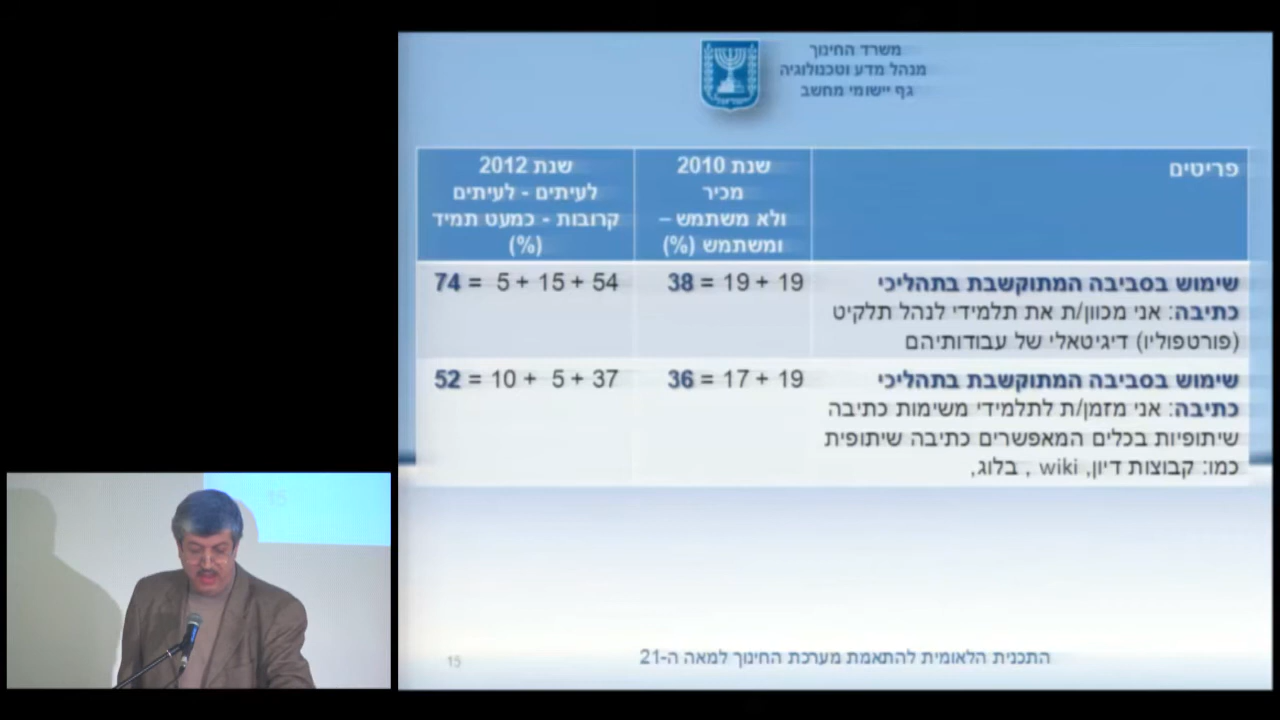 משרד החינוך
מנהל מדע וטכנולוגיה
גף יישומי מחשב
פריטים
שנת 2010
מכיר
ולא משתמש –
ומשתמש (%)
שנת 2012
לעיתים - לעיתים
קרובות - כמעט תמיד
(%)
שימוש בסביבה המתוקשבת בתהליכי
כתיבה: אני מכוון/ת את תלמידי לנהל תלקיט
(פורטפוליו) דיגיטאלי של עבודותיהם
38 = 19 + 19
74 = 5 + 15 + 54
שימוש בסביבה המתוקשבת בתהליכי
כתיבה: אני מזמן/ת לתלמידי משימות כתיבה
שיתופיות בכלים המאפשרים כתיבה שיתופית
כמו: קבוצות דיון, wiki , בלוג,
36 = 17 + 19
52 = 10 + 5 + 37
התכנית הלאומית להתאמת מערכת החינוך למאה ה-21
15
15